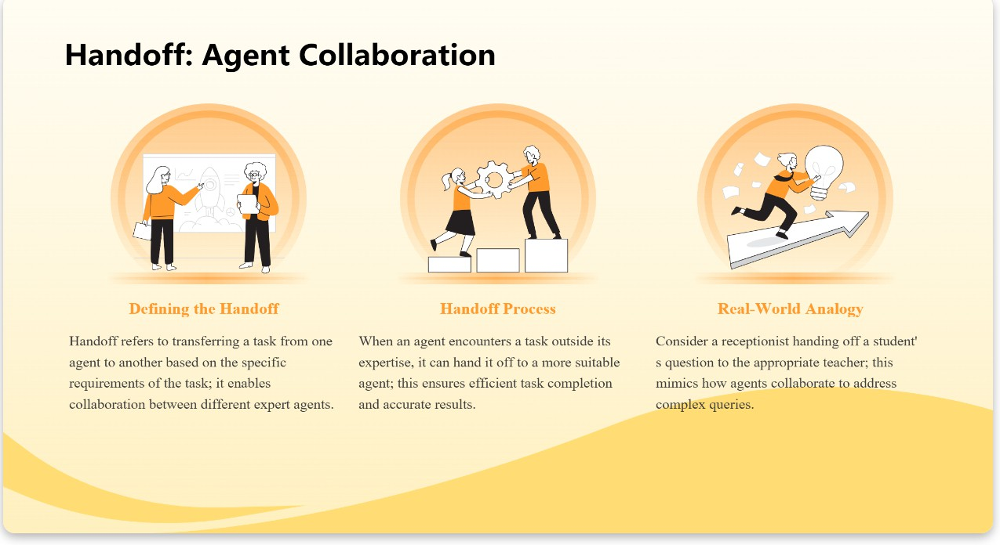 Handoff: Agent Collaboration
Defining the Handoff
Handoff refers to transferring a task from one
agent to another based on the specific
requirements of the task; it enables
collaboration between different expert agents.
Handoff Process
When an agent encounters a task outside its
expertise, it can hand it off to a more suitable
agent; this ensures efficient task completion
and accurate results.
Real-World Analogy
Consider a receptionist handing off a student'
s question to the appropriate teacher; this
mimics how agents collaborate to address
complex queries.